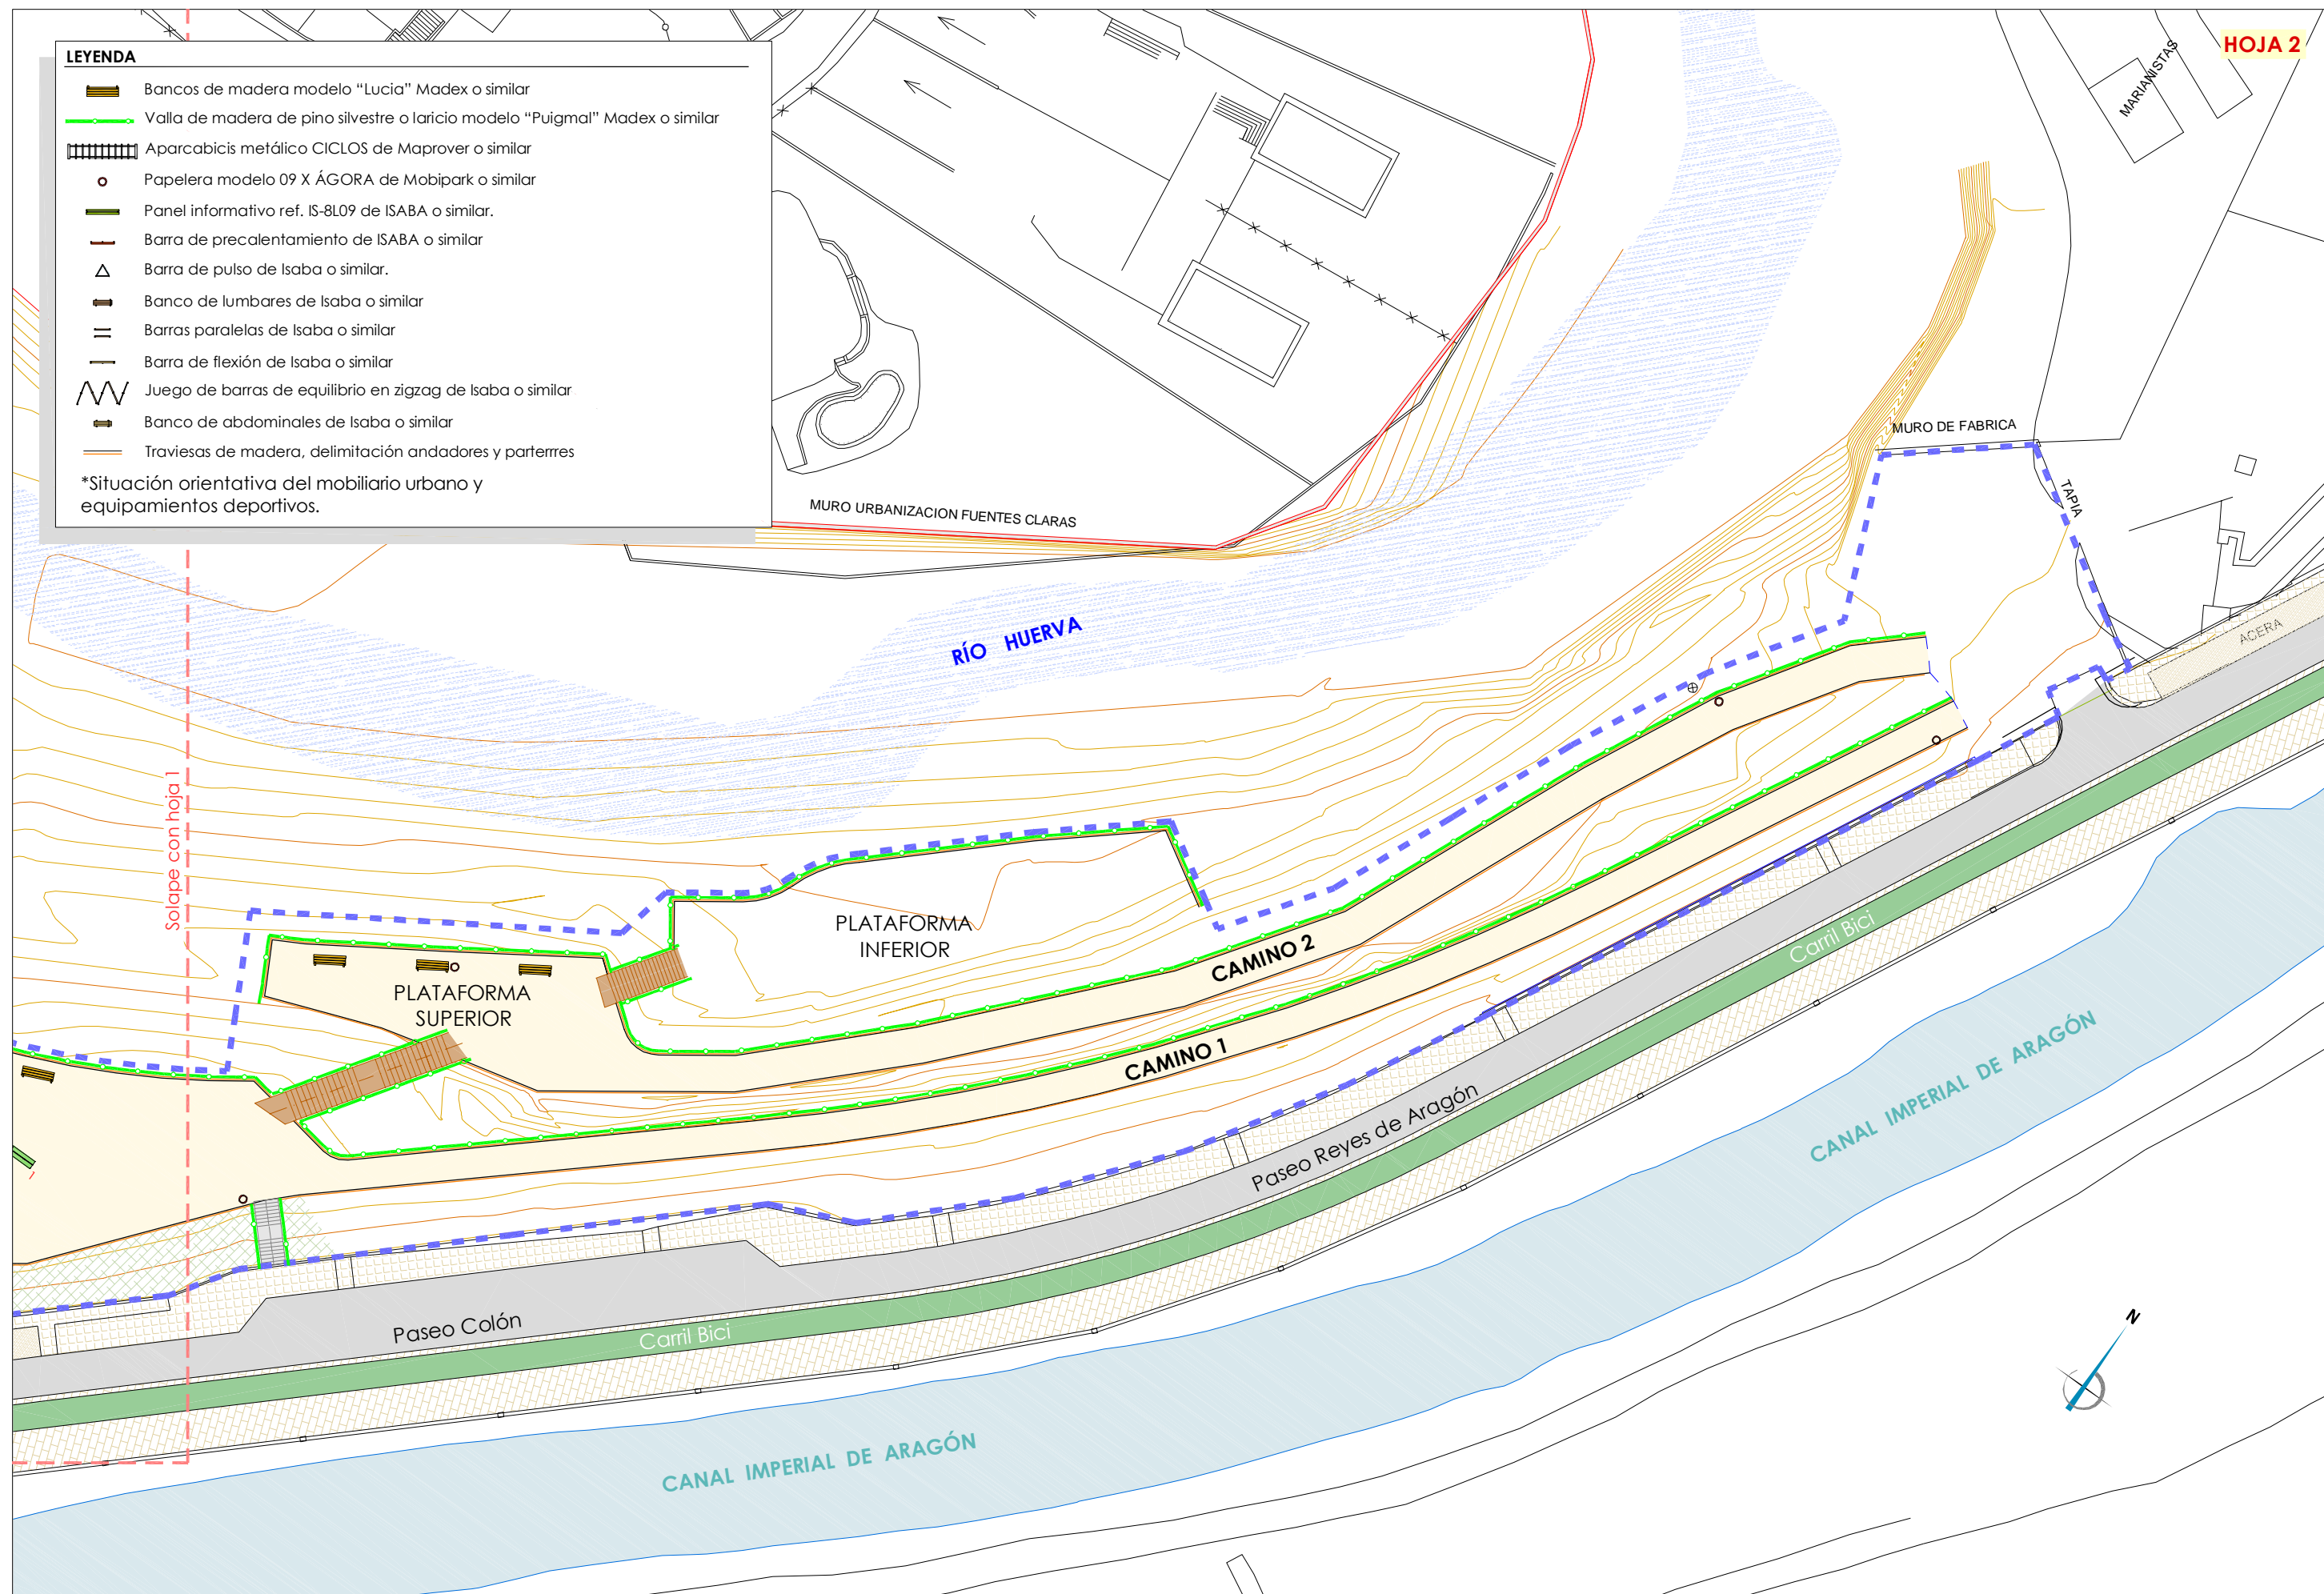 HOJA 2
LEYENDA
Bancos de madera modelo “Lucia” Madex o similar
Valla de madera de pino silvestre o laricio modelo “Puigmal” Madex o similar
Aparcabicis metálico CICLOS de Maprover o similar
Papelera modelo 09 X ÁGORA de Mobipark o similar
Panel informativo ref. IS-8L09 de ISABA o similar.
Barra de precalentamiento de ISABA o similar
Barra de pulso de Isaba o similar.
Banco de lumbares de Isaba o similar
Barras paralelas de Isaba o similar
Barra de flexión de Isaba o similar
Juego de barras de equilibrio en zigzag de Isaba o similar
Banco de abdominales de Isaba o similar
Traviesas de madera, delimitación andadores y parterrres
*Situación orientativa del mobiliario urbano y
equipamientos deportivos.
MARIANISTAS
MURO DE FABRICA
TAPIA
MURO URBANIZACION FUENTES CLARAS
RÍO HUERVA
ACERA
Solape con hoja 1
PLATAFORMA
INFERIOR
PLATAFORMA
SUPERIOR
CAMINO 2
CAMINO 1
Carril Bici
Paseo Reyes de Aragón
CANAL IMPERIAL DE ARAGÓN
Paseo Colón
Carril Bici
CANAL IMPERIAL DE ARAGÓN
N